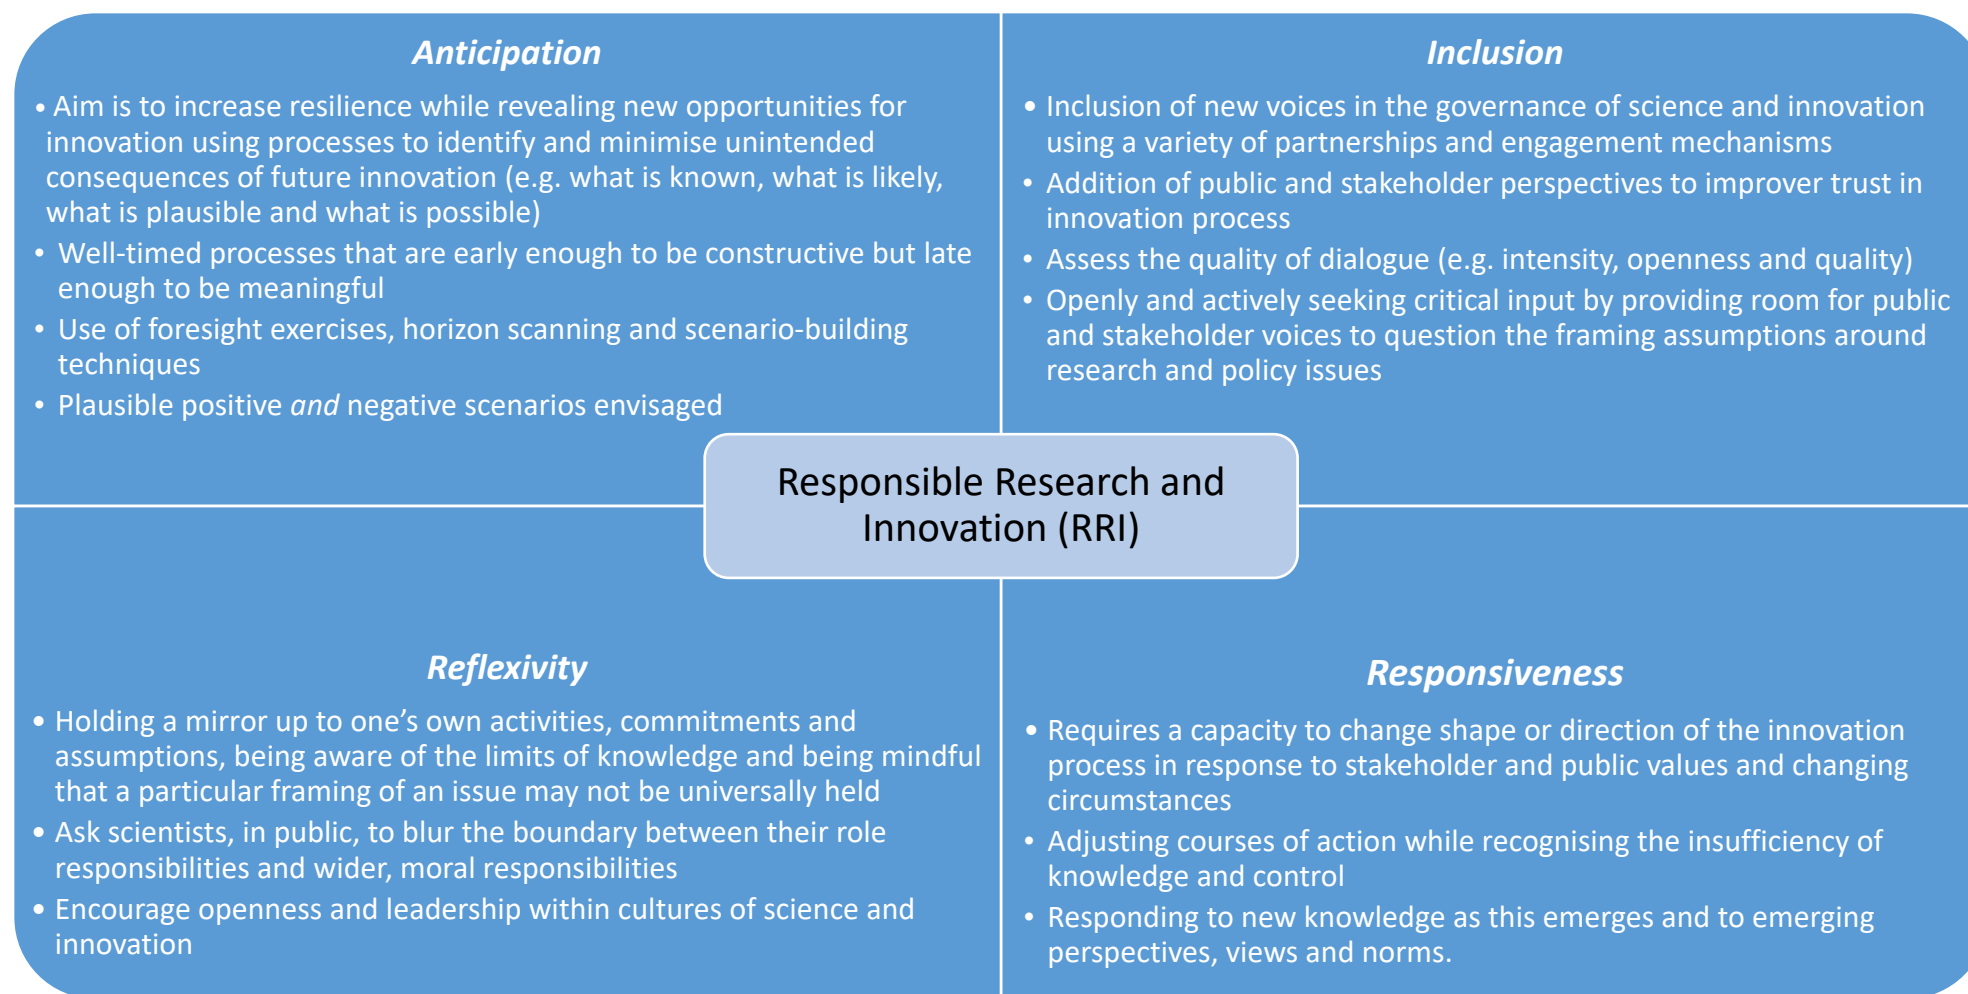 Anticipation
• Aim is to increase resilience while revealing new opportunities for
innovation using processes to identify and minimise unintended
consequences of future innovation (e.g. what is known, what is likely,
what is plausible and what is possible)
• Well-timed processes that are early enough to be constructive but late
enough to be meaningful
• Use of foresight exercises, horizon scanning and scenario-building
techniques
• Plausible positive and negative scenarios envisaged
Inclusion
• Inclusion of new voices in the governance of science and innovation
using a variety of partnerships and engagement mechanisms
• Addition of public and stakeholder perspectives to improver trust in
innovation process
• Assess the quality of dialogue (e.g. intensity, openness and quality)
• Openly and actively seeking critical input by providing room for public
and stakeholder voices to question the framing assumptions around
research and policy issues
Responsible Research and
Innovation (RRI)
Reflexivity
• Holding a mirror up to one’s own activities, commitments and
assumptions, being aware of the limits of knowledge and being mindful
that a particular framing of an issue may not be universally held
• Ask scientists, in public, to blur the boundary between their role
responsibilities and wider, moral responsibilities
• Encourage openness and leadership within cultures of science and
innovation
Responsiveness
• Requires a capacity to change shape or direction of the innovation
process in response to stakeholder and public values and changing
circumstances
• Adjusting courses of action while recognising the insufficiency of
knowledge and control
• Responding to new knowledge as this emerges and to emerging
perspectives, views and norms.